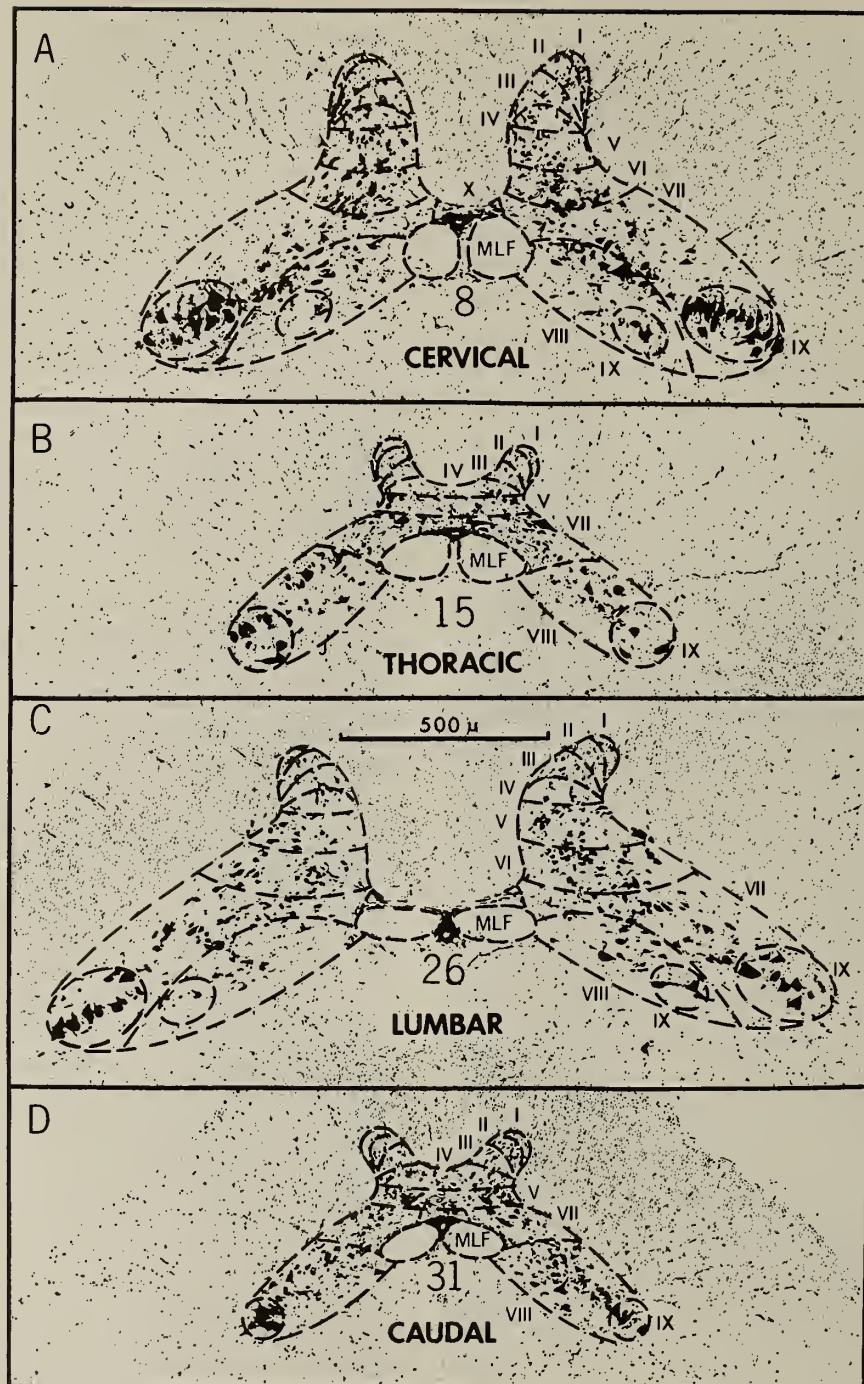 A
I
II
III
IV
V
VI
VII
X
MLF
8
VIII
IX
IX
CERVICAL
B
I
II
III
IV
V
VII
MLF
15
VIII
IX
THORACIC
C
500 µ
I
II
III
IV
V
VI
VII
MLF
26
VIII
IX
IX
LUMBAR
D
I
II
III
IV
V
VII
MLF
31
VIII
IX
CAUDAL